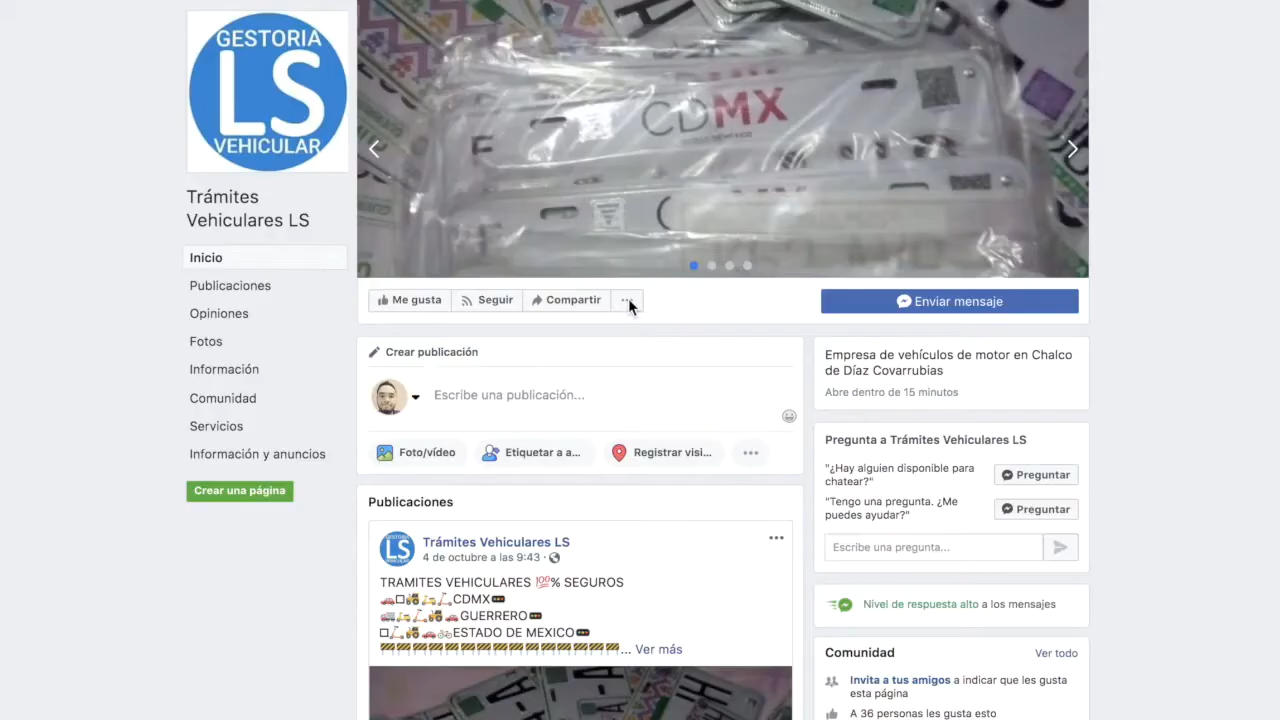 GESTORIA
LS
VEHICULAR
CDMX
Trámites
Vehiculares LS
Inicio
Publicaciones
Opiniones
Fotos
Información
Comunidad
Servicios
Información y anuncios
Crear una página
Me gusta
Seguir
Compartir
...
Enviar mensaje
Crear publicación
Escribe una publicación...
Foto/vídeo
Etiquetar a a...
Registrar visi...
Publicaciones
LS
Trámites Vehiculares LS
4 de octubre a las 9:43 ·
TRAMITES VEHICULARES 💯% SEGUROS
CDMX
GUERRERO
ESTADO DE MEXICO
... Ver más
Empresa de vehículos de motor en Chalco
de Díaz Covarrubias
Abre dentro de 15 minutos
Pregunta a Trámites Vehiculares LS
"¿Hay alguien disponible para
chatear?"
Preguntar
"Tengo una pregunta. ¿Me
puedes ayudar?"
Preguntar
Escribe una pregunta...
Nivel de respuesta alto a los mensajes
Comunidad
Ver todo
Invita a tus amigos a indicar que les gusta
esta página
A 36 personas les gusta esto